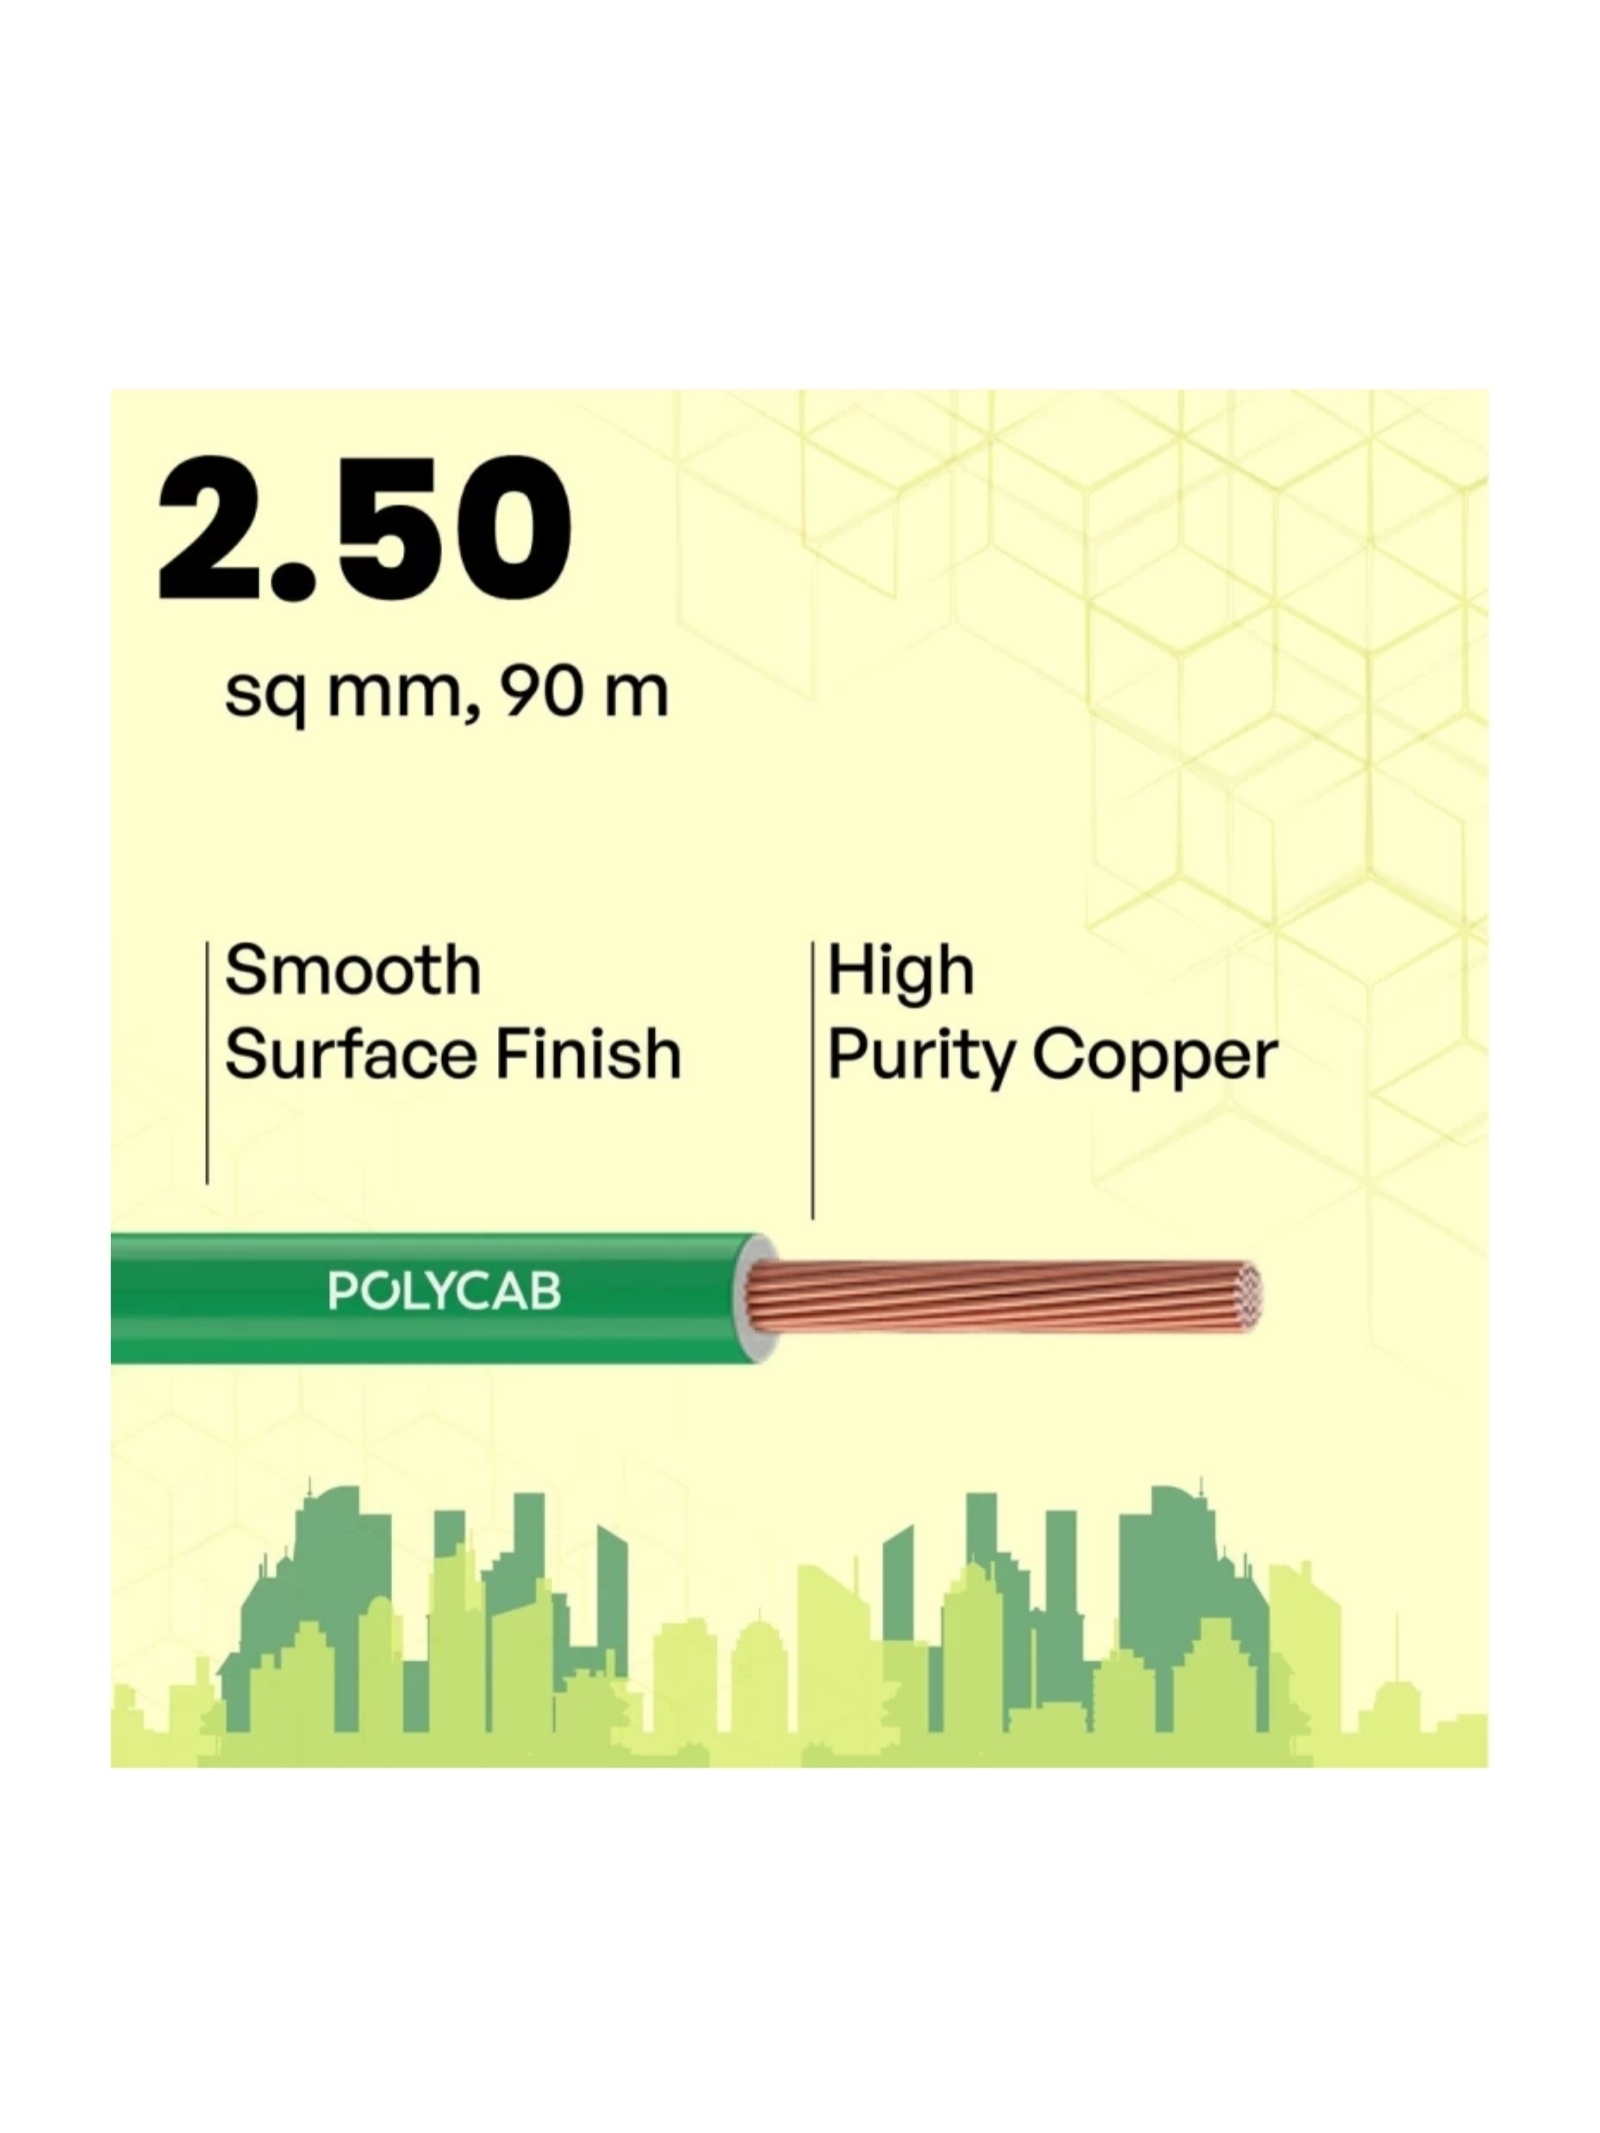 2.50
sq mm, 90 m
Smooth
Surface Finish
High
Purity Copper
POLYCAB